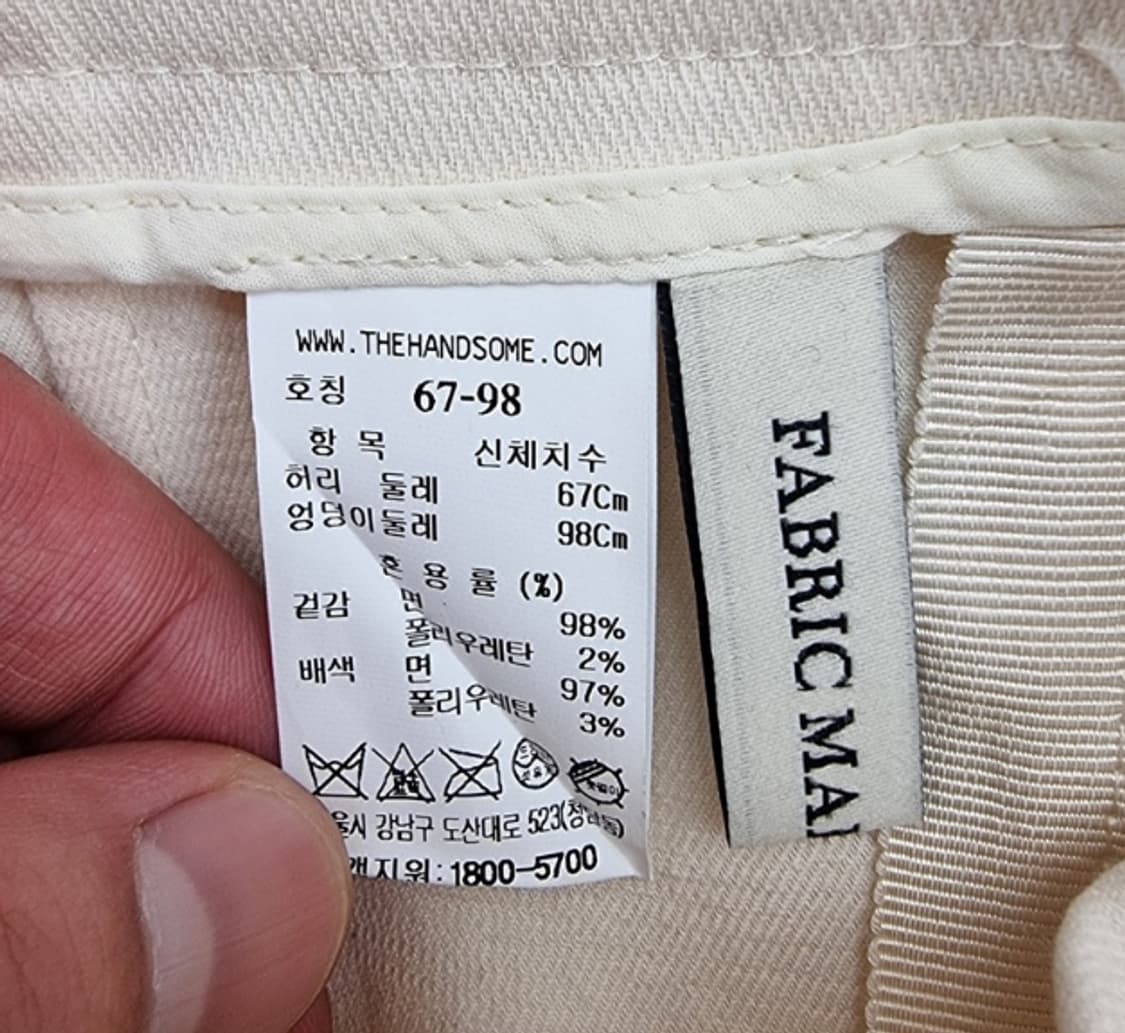 WWW.THEHANDSOME.COM
호칭 67-98
항 목 신체치수
허리 둘레 67Cm
엉덩이둘레 98Cm
혼 용 률 (%)
겉감 면 98%
폴리우레탄 2%
배색 면 97%
폴리우레탄 3%
강남구 도산대로 523(청담동)
1800-5700
FABRIC